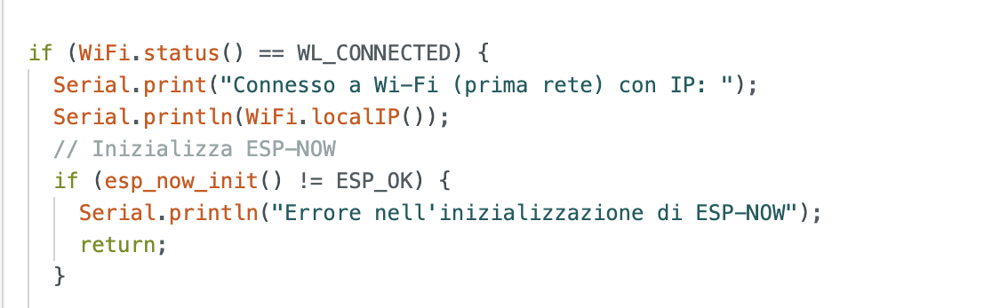 if (WiFi.status() == WL_CONNECTED) {
Serial.print("Connesso a Wi-Fi (prima rete) con IP: ");
Serial.println(WiFi.localIP());
// Inizializza ESP-NOW
if (esp_now_init() != ESP_OK) {
Serial.println("Errore nell'inizializzazione di ESP-NOW");
return;
}